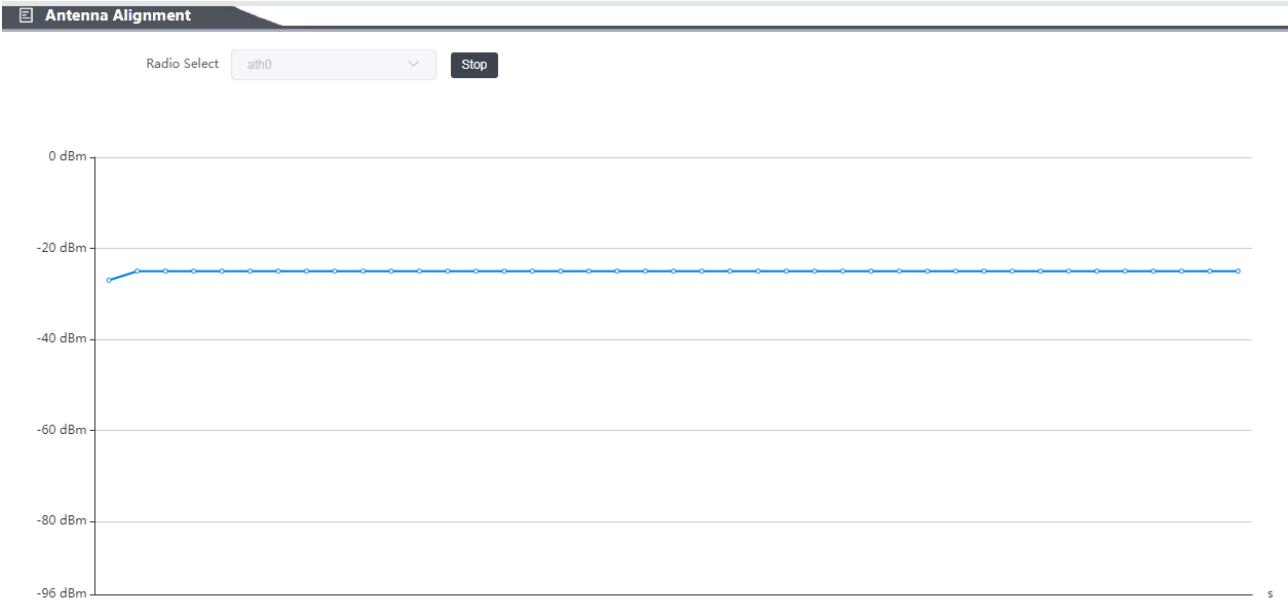 Antenna Alignment
Radio Select ath0 Stop
0 dBm
-20 dBm
-40 dBm
-60 dBm
-80 dBm
-96 dBm
s